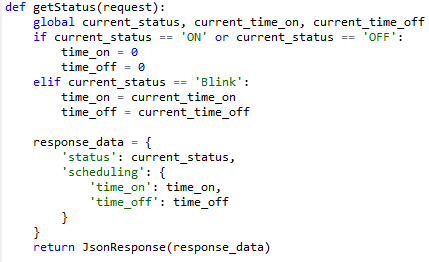 def getStatus(request):
    global current_status, current_time_on, current_time_off
    if current_status == 'ON' or current_status == 'OFF':
        time_on = 0
        time_off = 0
    elif current_status == 'Blink':
        time_on = current_time_on
        time_off = current_time_off

    response_data = {
        'status': current_status,
        'scheduling': {
            'time_on': time_on,
            'time_off': time_off
        }
    }
    return JsonResponse(response_data)